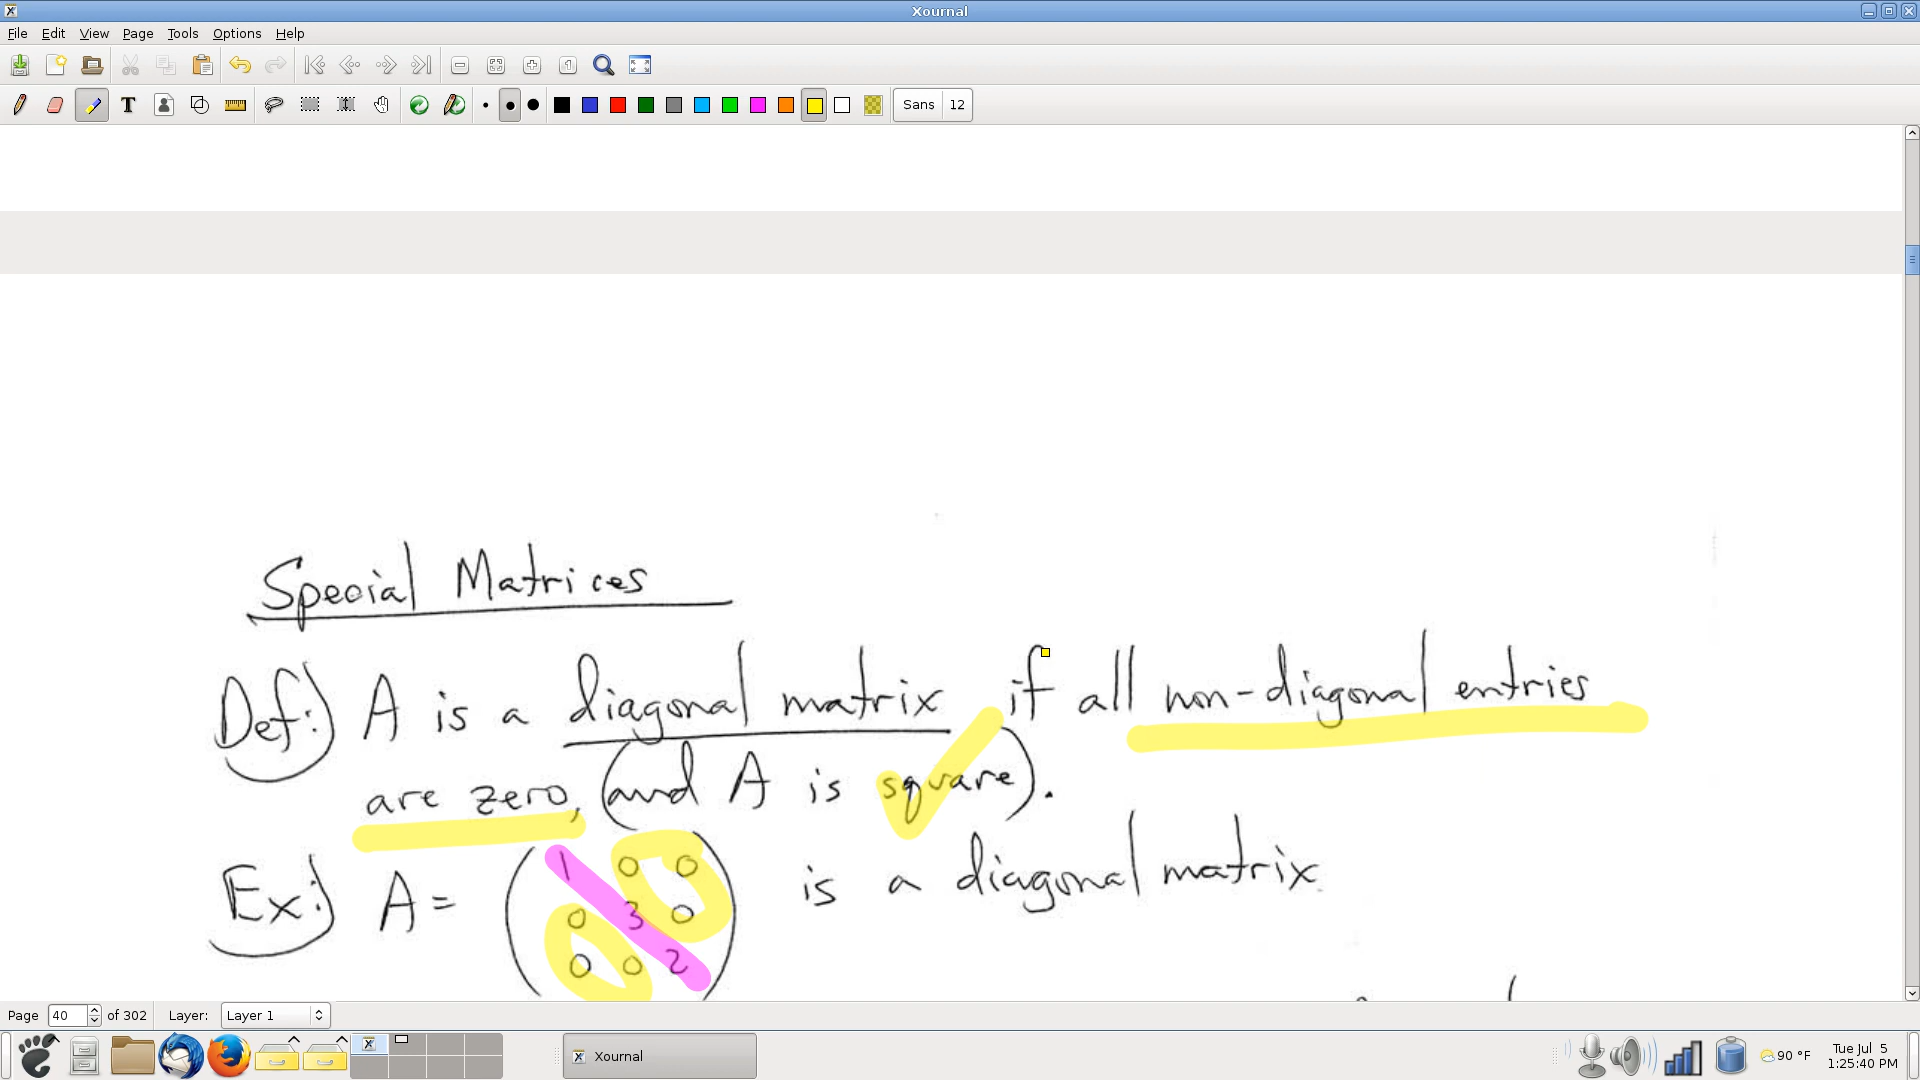 Xournal
File Edit View Page Tools Options Help
Sans 12
Special Matrices
Def:) A is a diagonal matrix if all non-diagonal entries
are zero, (and A is square).
Ex:) A = ( 1 0 0 is a diagonal matrix.
0 3 0
0 0 2 )
Page 40 of 302 Layer: Layer 1
Xournal
90 °F
Tue Jul 5
1:25:40 PM